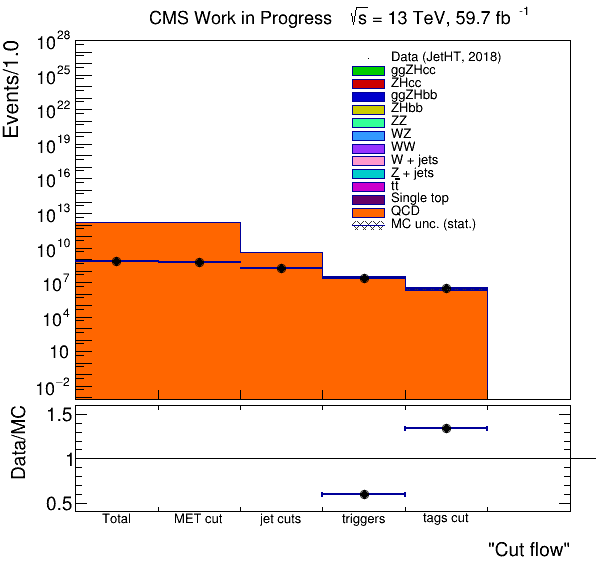 CMS Work in Progress √s = 13 TeV, 59.7 fb⁻¹
Events/1.0
10²⁸
10²⁵
10²²
10¹⁹
10¹⁶
10¹³
10¹⁰
10⁷
10⁴
10
10⁻²
Data (JetHT, 2018)
ggZHcc
ZHcc
ggZHbb
ZHbb
ZZ
WZ
WW
W + jets
Z + jets
tt̅
Single top
QCD
MC unc. (stat.)
Data/MC
1.5
1
0.5
Total MET cut jet cuts triggers tags cut
"Cut flow"